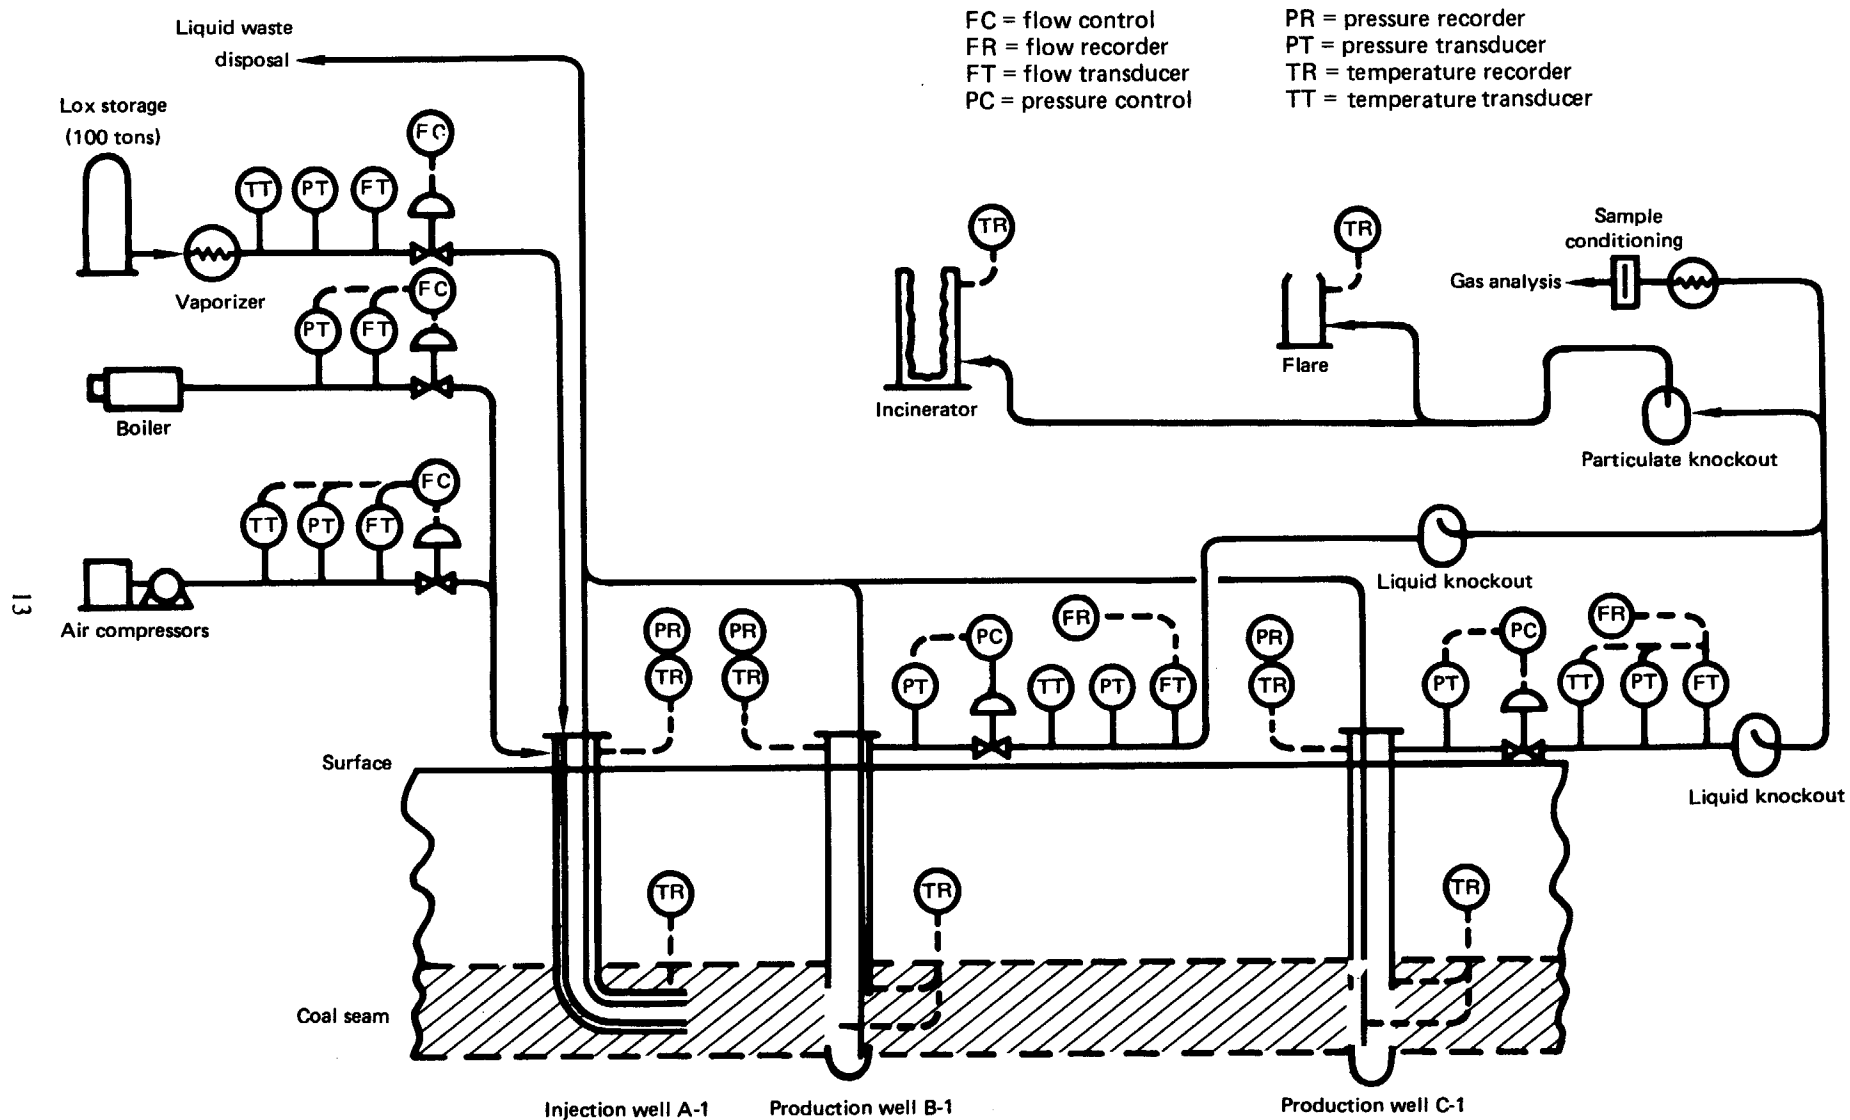 Liquid waste
disposal
FC = flow control
FR = flow recorder
FT = flow transducer
PC = pressure control
PR = pressure recorder
PT = pressure transducer
TR = temperature recorder
TT = temperature transducer
Lox storage
(100 tons)
FC
TT
PT
FT
Vaporizer
FC
PT
FT
Boiler
FC
TT
PT
FT
Air compressors
TR
Incinerator
TR
Flare
Sample
conditioning
Gas analysis
Particulate knockout
Liquid knockout
13
PR
TR
PR
TR
PC
PT
FR
TT
PT
FT
PR
TR
PC
PT
FR
TT
PT
FT
Liquid knockout
Surface
TR
TR
TR
Coal seam
Injection well A-1
Production well B-1
Production well C-1